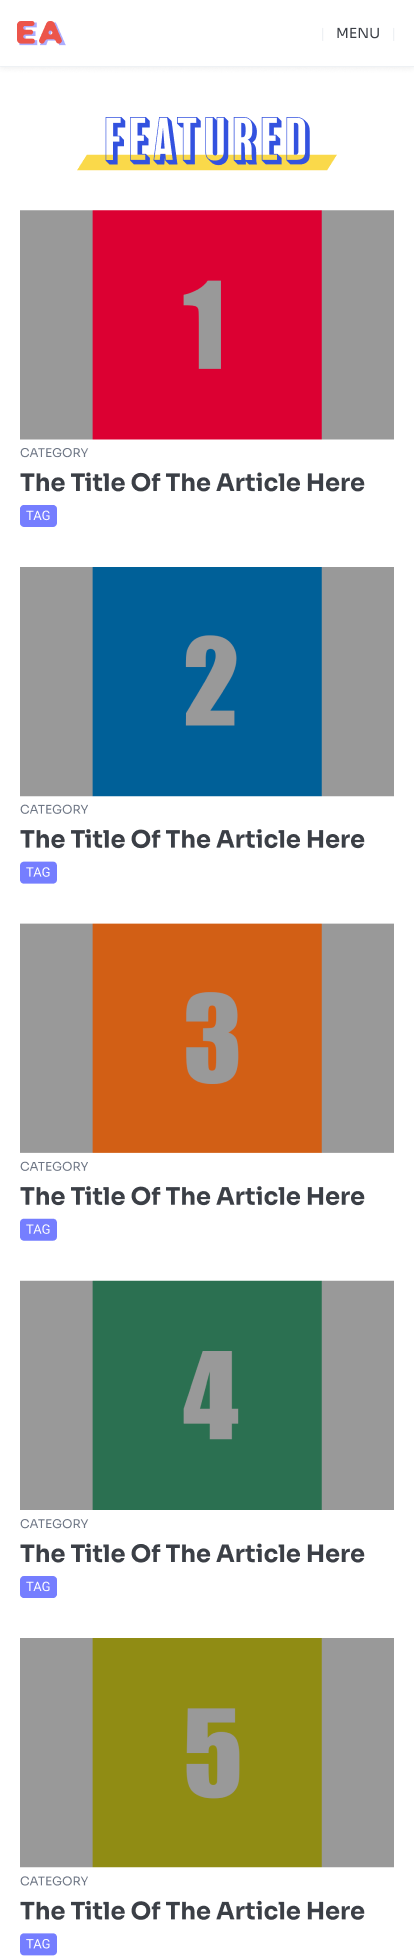 EA
MENU
FEATURED
1
CATEGORY
The Title Of The Article Here
TAG
2
CATEGORY
The Title Of The Article Here
TAG
3
CATEGORY
The Title Of The Article Here
TAG
4
CATEGORY
The Title Of The Article Here
TAG
5
CATEGORY
The Title Of The Article Here
TAG